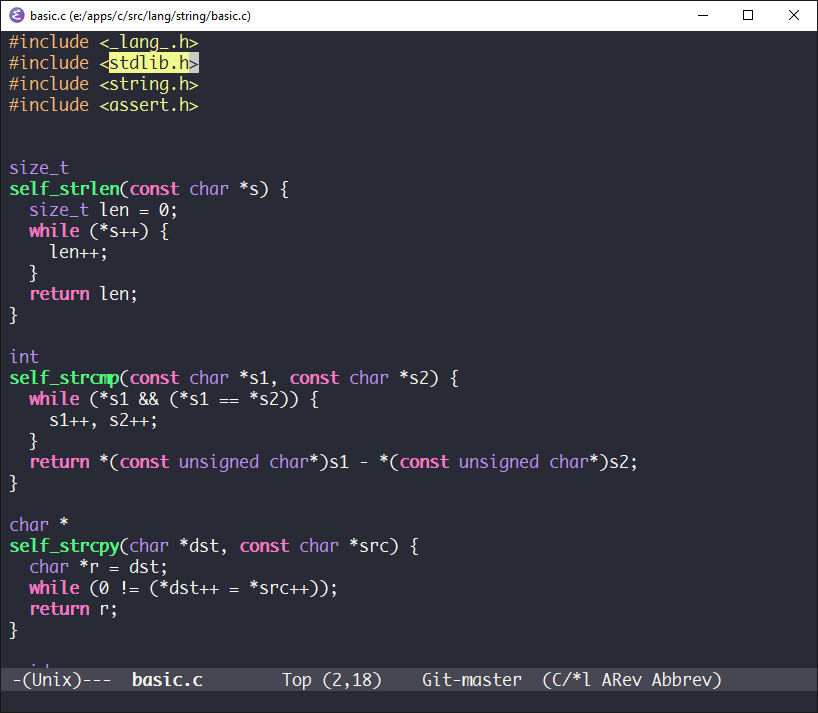 basic.c (e:/apps/c/src/lang/string/basic.c)
#include <_lang_.h>
#include <stdlib.h>
#include <string.h>
#include <assert.h>
size_t
self_strlen(const char *s) {
  size_t len = 0;
  while (*s++) {
    len++;
  }
  return len;
}
int
self_strcmp(const char *s1, const char *s2) {
  while (*s1 && (*s1 == *s2)) {
    s1++, s2++;
  }
  return *(const unsigned char*)s1 - *(const unsigned char*)s2;
}
char *
self_strcpy(char *dst, const char *src) {
  char *r = dst;
  while (0 != (*dst++ = *src++));
  return r;
}
-(Unix)---  basic.c        Top (2,18)    Git-master  (C/*l ARev Abbrev)